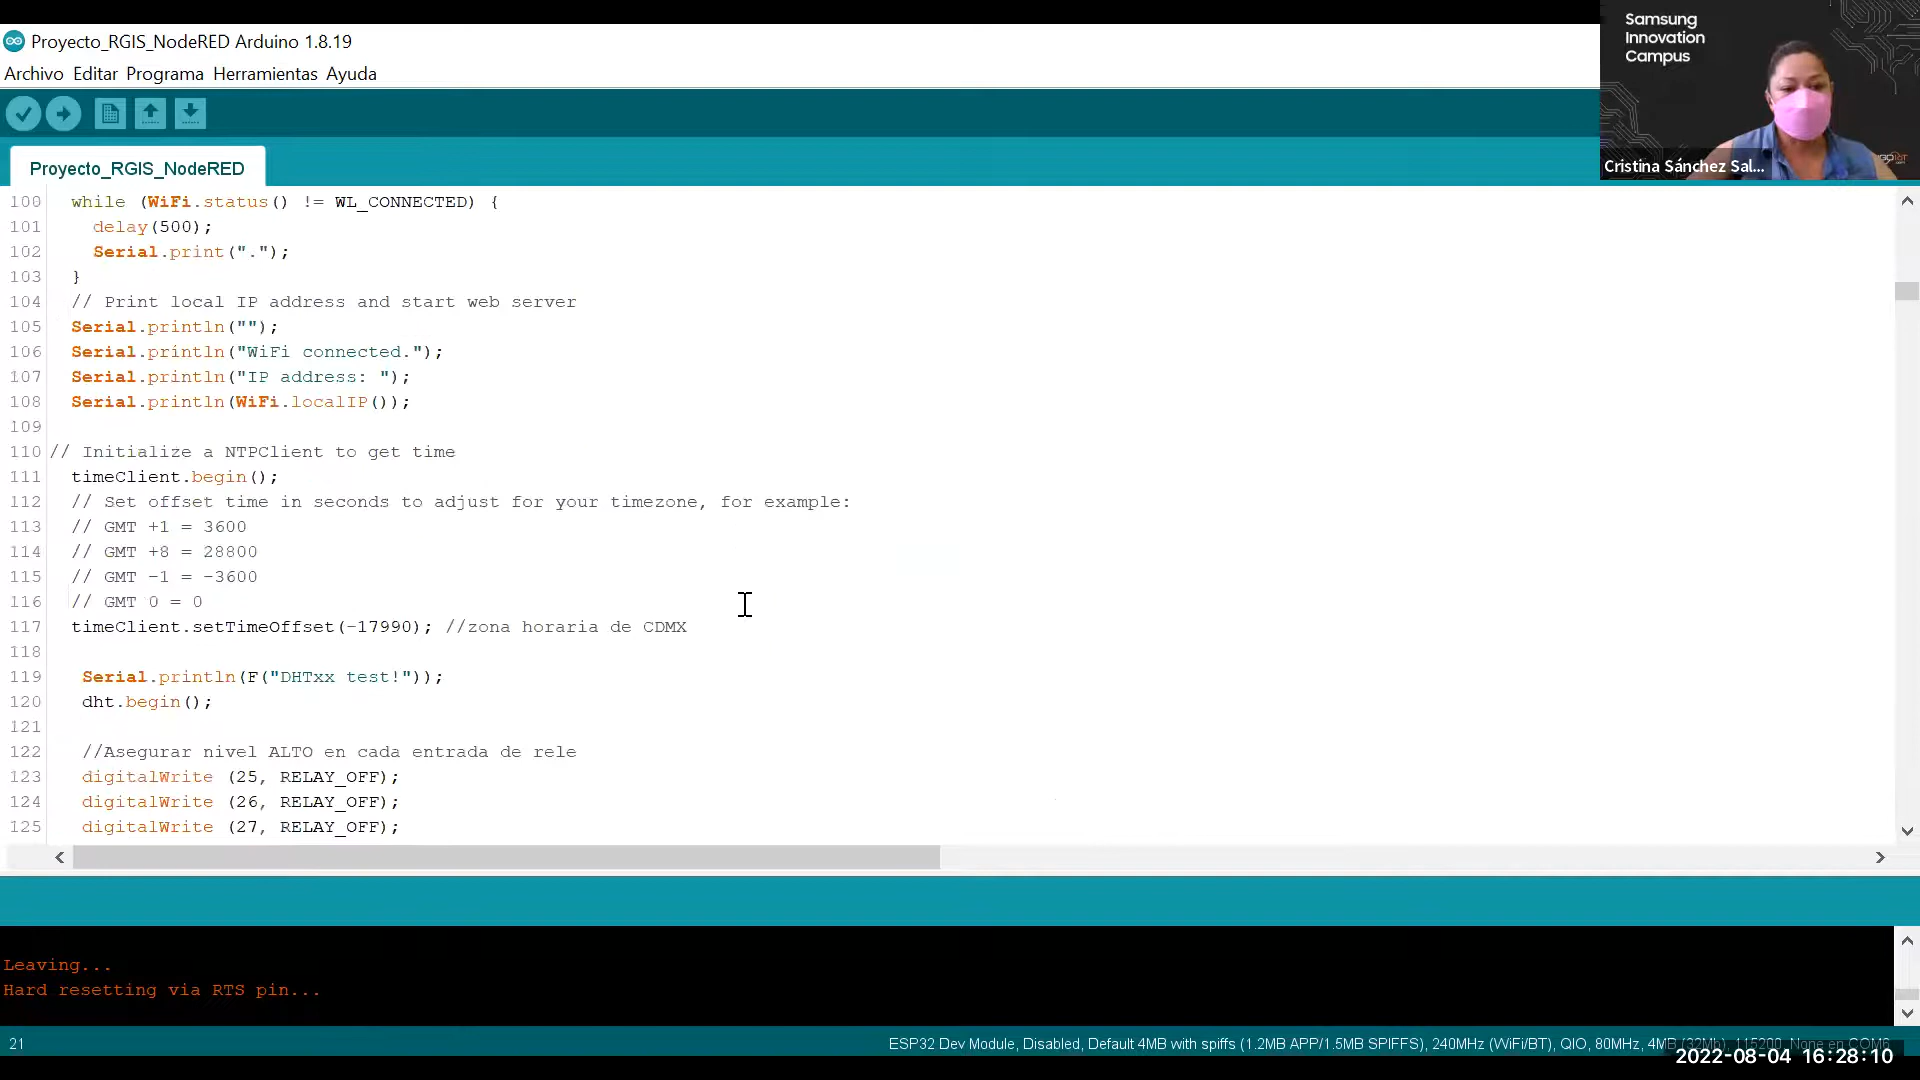 Proyecto_RGIS_NodeRED Arduino 1.8.19
Archivo Editar Programa Herramientas Ayuda
Samsung
Innovation
Campus
Cristina Sánchez Sal...
Proyecto_RGIS_NodeRED
100 while (WiFi.status() != WL_CONNECTED) {
101 delay(500);
102 Serial.print(".");
103 }
104 // Print local IP address and start web server
105 Serial.println("");
106 Serial.println("WiFi connected.");
107 Serial.println("IP address: ");
108 Serial.println(WiFi.localIP());
109
110 // Initialize a NTPClient to get time
111 timeClient.begin();
112 // Set offset time in seconds to adjust for your timezone, for example:
113 // GMT +1 = 3600
114 // GMT +8 = 28800
115 // GMT -1 = -3600
116 // GMT 0 = 0
117 timeClient.setTimeOffset(-17990); //zona horaria de CDMX
118
119 Serial.println(F("DHTxx test!"));
120 dht.begin();
121
122 //Asegurar nivel ALTO en cada entrada de rele
123 digitalWrite (25, RELAY_OFF);
124 digitalWrite (26, RELAY_OFF);
125 digitalWrite (27, RELAY_OFF);
Leaving...
Hard resetting via RTS pin...
21
ESP32 Dev Module, Disabled, Default 4MB with spiffs (1.2MB APP/1.5MB SPIFFS), 240MHz (WiFi/BT), QIO, 80MHz, 4MB (32Mb), 115200, None en COM6
2022-08-04 16:28:10